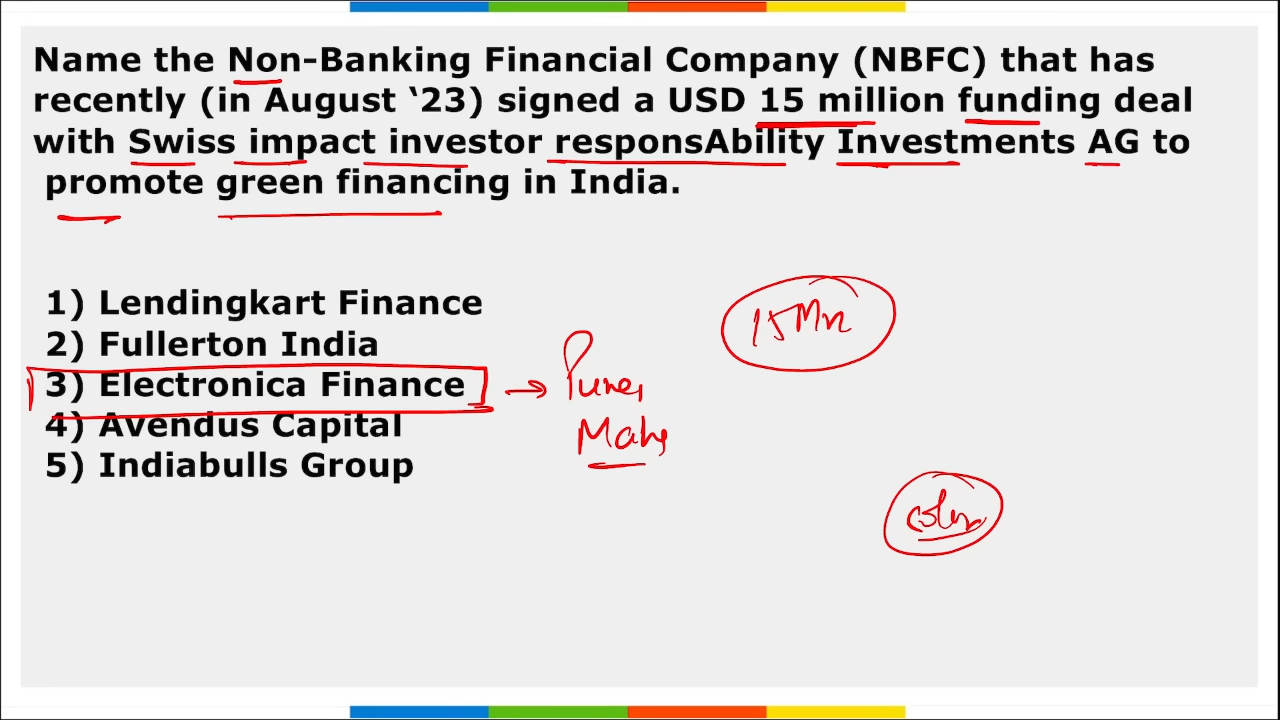 Name the Non-Banking Financial Company (NBFC) that has
recently (in August ‘23) signed a USD 15 million funding deal
with Swiss impact investor responsAbility Investments AG to
promote green financing in India.
1) Lendingkart Finance
2) Fullerton India
3) Electronica Finance
4) Avendus Capital
5) Indiabulls Group
15Mn
→ Pune,